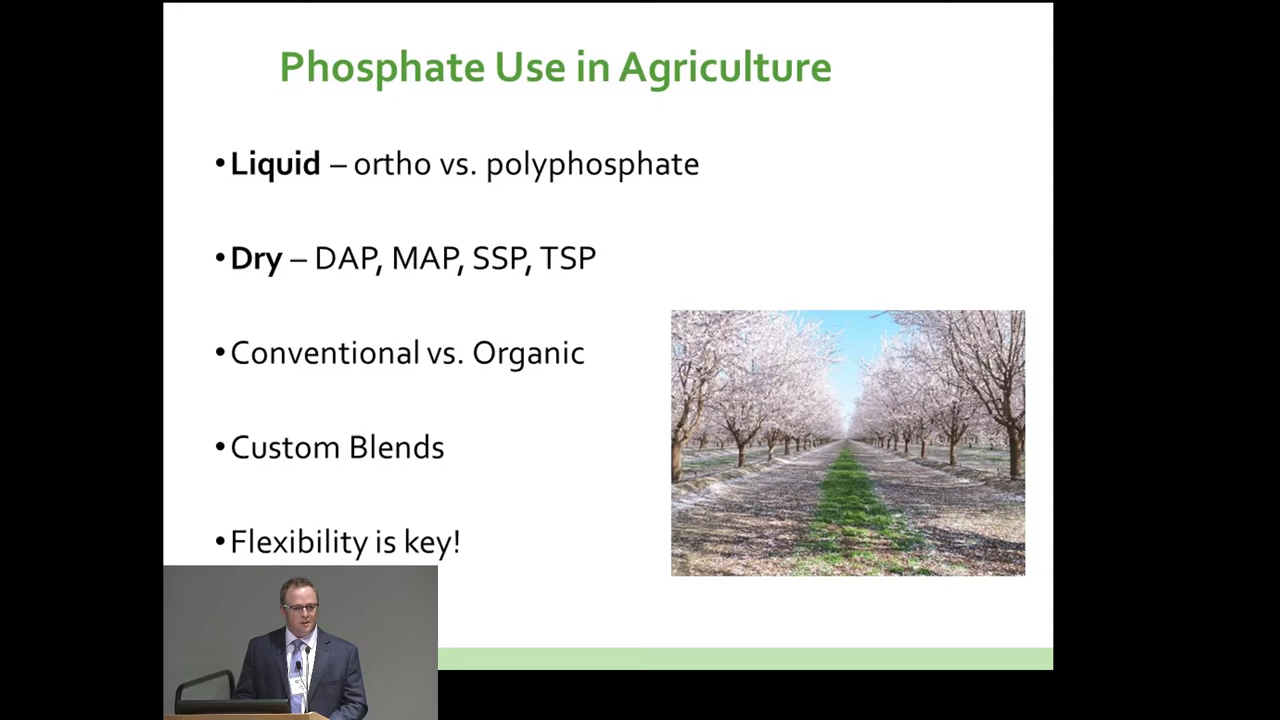 Phosphate Use in Agriculture
•Liquid – ortho vs. polyphosphate
•Dry – DAP, MAP, SSP, TSP
•Conventional vs. Organic
•Custom Blends
•Flexibility is key!